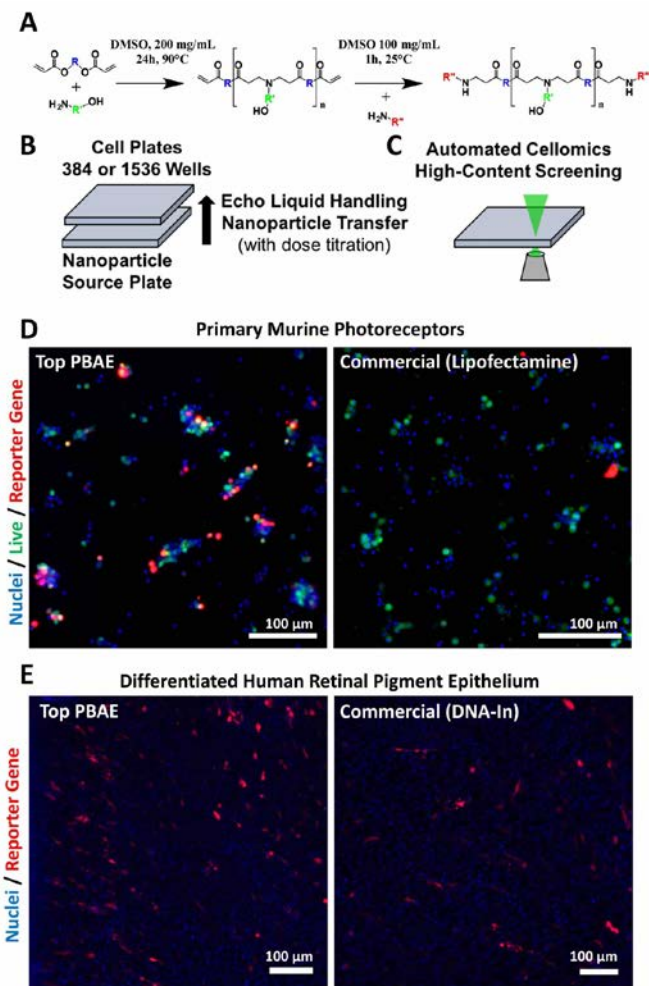 A
DMSO, 200 mg/mL
24h, 90°C
DMSO 100 mg/mL
1h, 25°C
O O
O R O
+
H₂N R' OH
O O O O
R N R n
R'
HO
+
H₂N R"
R" N H O O O O N R"
R N R n H
R'
HO
B
Cell Plates
384 or 1536 Wells
Echo Liquid Handling
Nanoparticle Transfer
(with dose titration)
Nanoparticle
Source Plate
C
Automated Cellomics
High-Content Screening
D
Primary Murine Photoreceptors
Nuclei / Live / Reporter Gene
Top PBAE
100 μm
Commercial (Lipofectamine)
100 μm
E
Differentiated Human Retinal Pigment Epithelium
Nuclei / Reporter Gene
Top PBAE
100 μm
Commercial (DNA-In)
100 μm